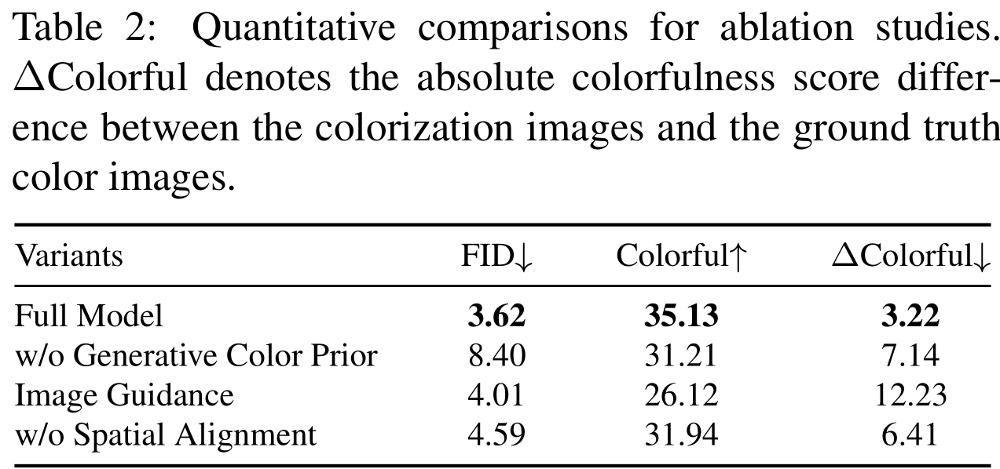 Table 2: Quantitative comparisons for ablation studies.
ΔColorful denotes the absolute colorfulness score differ-
ence between the colorization images and the ground truth
color images.
Variants FID↓ Colorful↑ ΔColorful↓
Full Model 3.62 35.13 3.22
w/o Generative Color Prior 8.40 31.21 7.14
Image Guidance 4.01 26.12 12.23
w/o Spatial Alignment 4.59 31.94 6.41